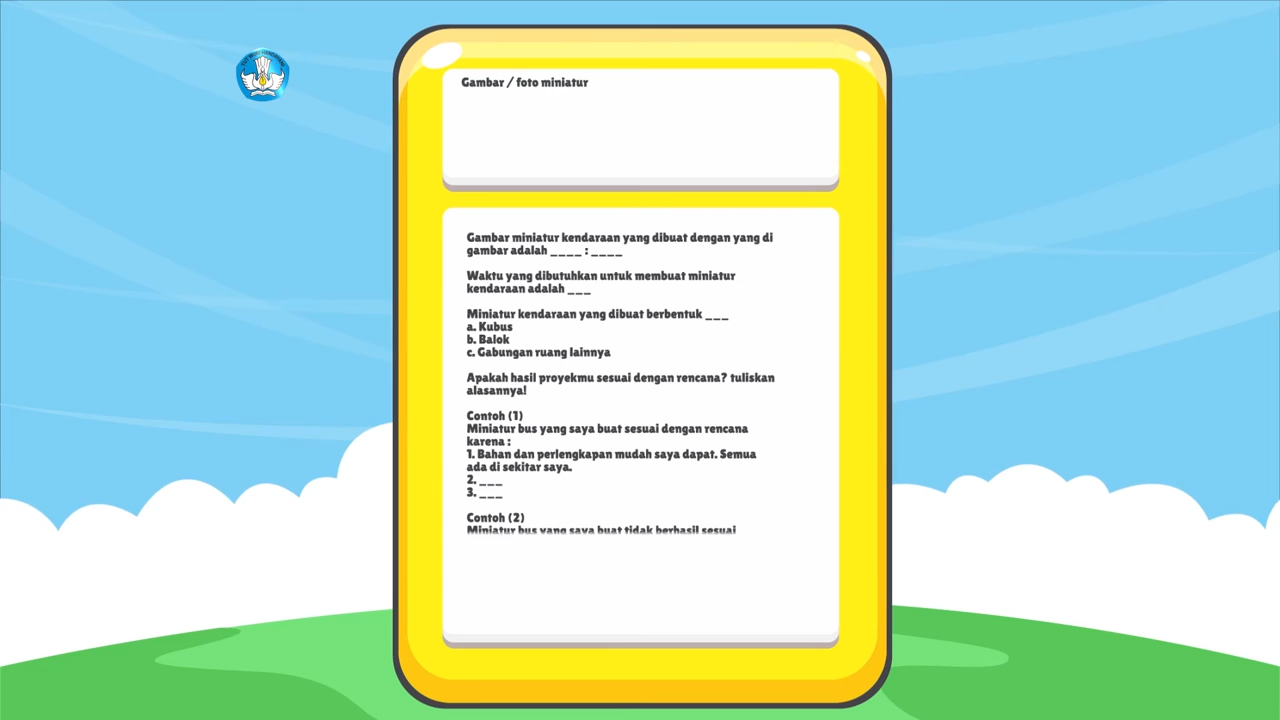 Gambar / foto miniatur
Gambar miniatur kendaraan yang dibuat dengan yang di
gambar adalah ____ : ____
Waktu yang dibutuhkan untuk membuat miniatur
kendaraan adalah ___
Miniatur kendaraan yang dibuat berbentuk ___
a. Kubus
b. Balok
c. Gabungan ruang lainnya
Apakah hasil proyekmu sesuai dengan rencana? tuliskan
alasannya!
Contoh (1)
Miniatur bus yang saya buat sesuai dengan rencana
karena :
1. Bahan dan perlengkapan mudah saya dapat. Semua
ada di sekitar saya.
2. ___
3. ___
Contoh (2)
Miniatur bus yang saya buat tidak berhasil sesuai